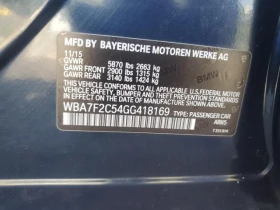 MFD. BY BAYERISCHE MOTOREN WERKE AG
11/15
GVWR 5870 lbs 2663 kg
GAWR FRONT 2900 lbs 1315 kg
GAWR REAR 3140 lbs 1424 kg
THIS VEHICLE CONFORMS TO ALL APPLICABLE FEDERAL
MOTOR VEHICLE SAFETY, BUMPER, AND THEFT PREVENTION
STANDARDS IN EFFECT ON THE DATE OF MANUFACTURE
SHOWN ABOVE.
WBA7F2C54GG418169
TYPE: PASSENGER CAR
BMW